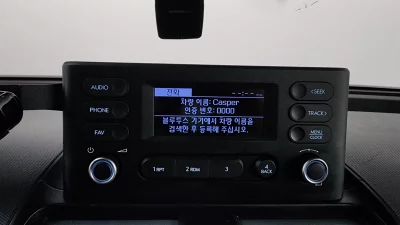 전화
차량 이름: Casper
인증 번호: 0000
블루투스 기기에서 차량 이름을
검색한 후 등록해 주십시오.
AUDIO
PHONE
FAV
<SEEK
TRACK>
MENU
CLOCK
1 RPT
2 RDM
3
4
BACK